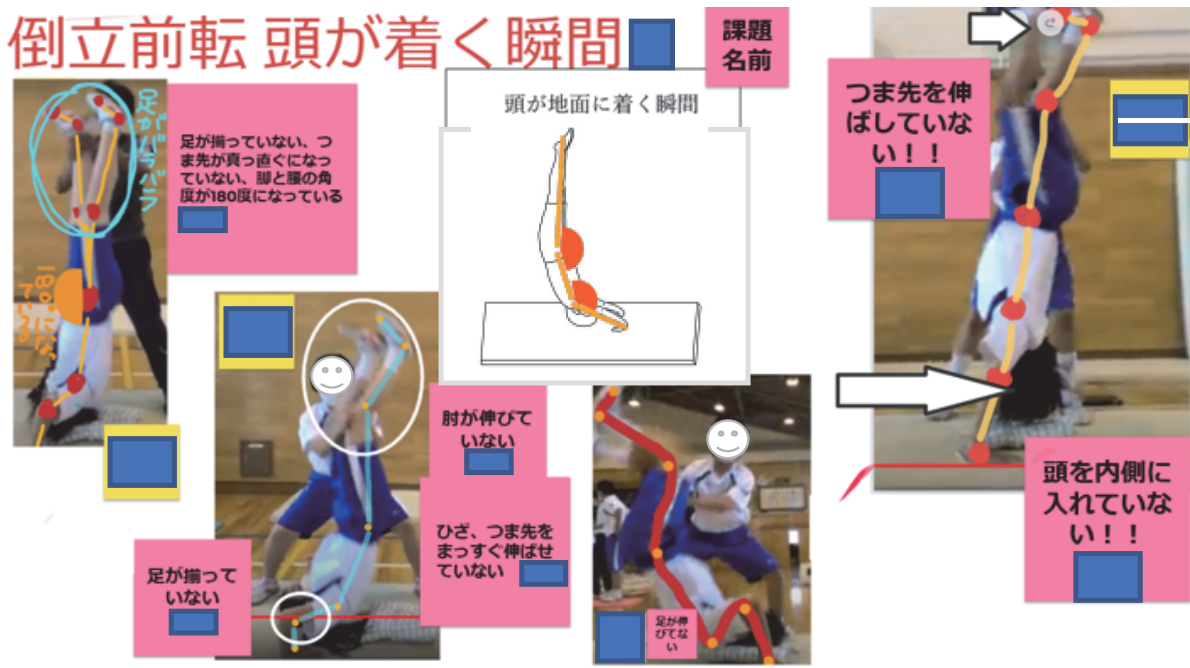 倒立前転 頭が着く瞬間
課題
名前
頭が地面に着く瞬間
足がバラバラ
足が揃っていない、つ
ま先が真っ直ぐになっ
ていない、脚と腰の角
度が180度になっている
180°になっ
ている
つま先を伸
ばしていな
い！！
肘が伸びて
いない
ひざ、つま先を
まっすぐ伸ばせ
ていない
足が揃って
いない
足が伸
びてな
い
頭を内側に
入れていな
い！！